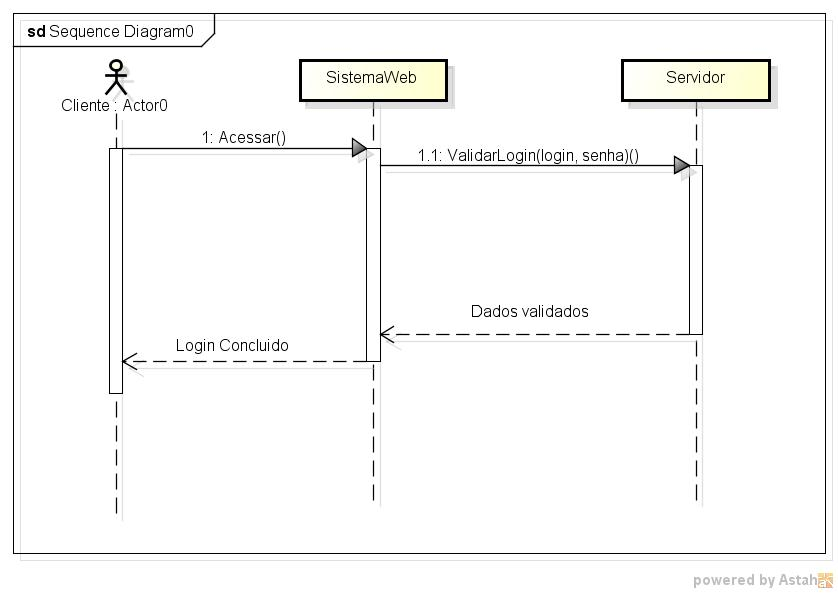 sd Sequence Diagram0
Cliente : Actor0
SistemaWeb
Servidor
1: Acessar()
1.1: ValidarLogin(login, senha)()
Dados validados
Login Concluido
powered by Astah